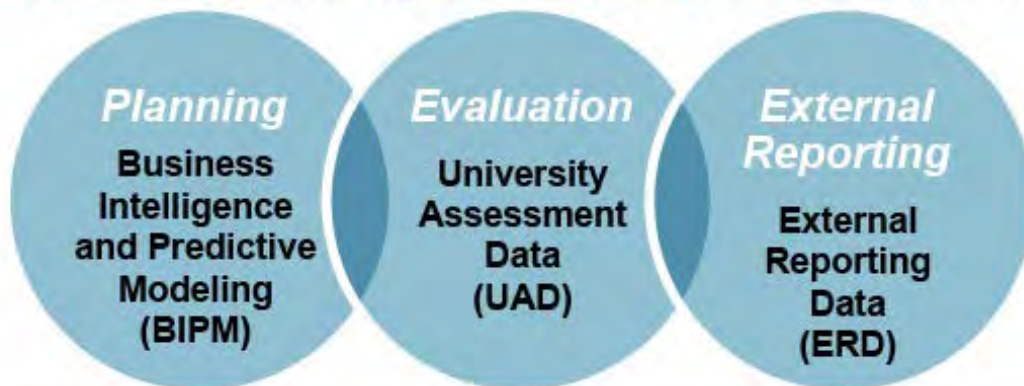 Planning
Business
Intelligence
and Predictive
Modeling
(BIPM)
Evaluation
University
Assessment
Data
(UAD)
External
Reporting
External
Reporting
Data
(ERD)